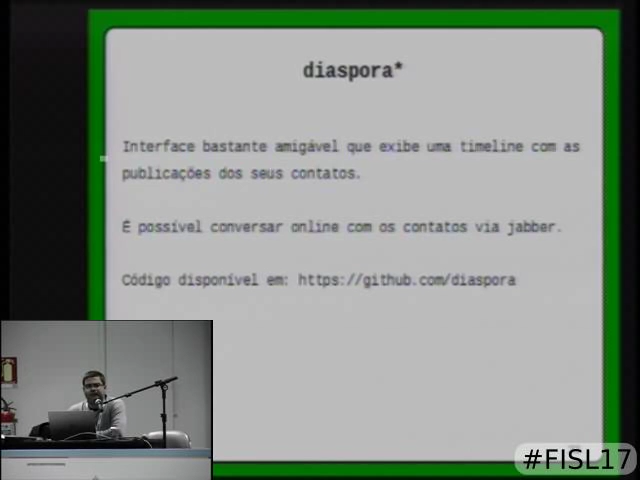 diaspora*
Interface bastante amigável que exibe uma timeline com as
publicações dos seus contatos.
É possível conversar online com os contatos via jabber.
Código disponível em: https://github.com/diaspora
#FISL17